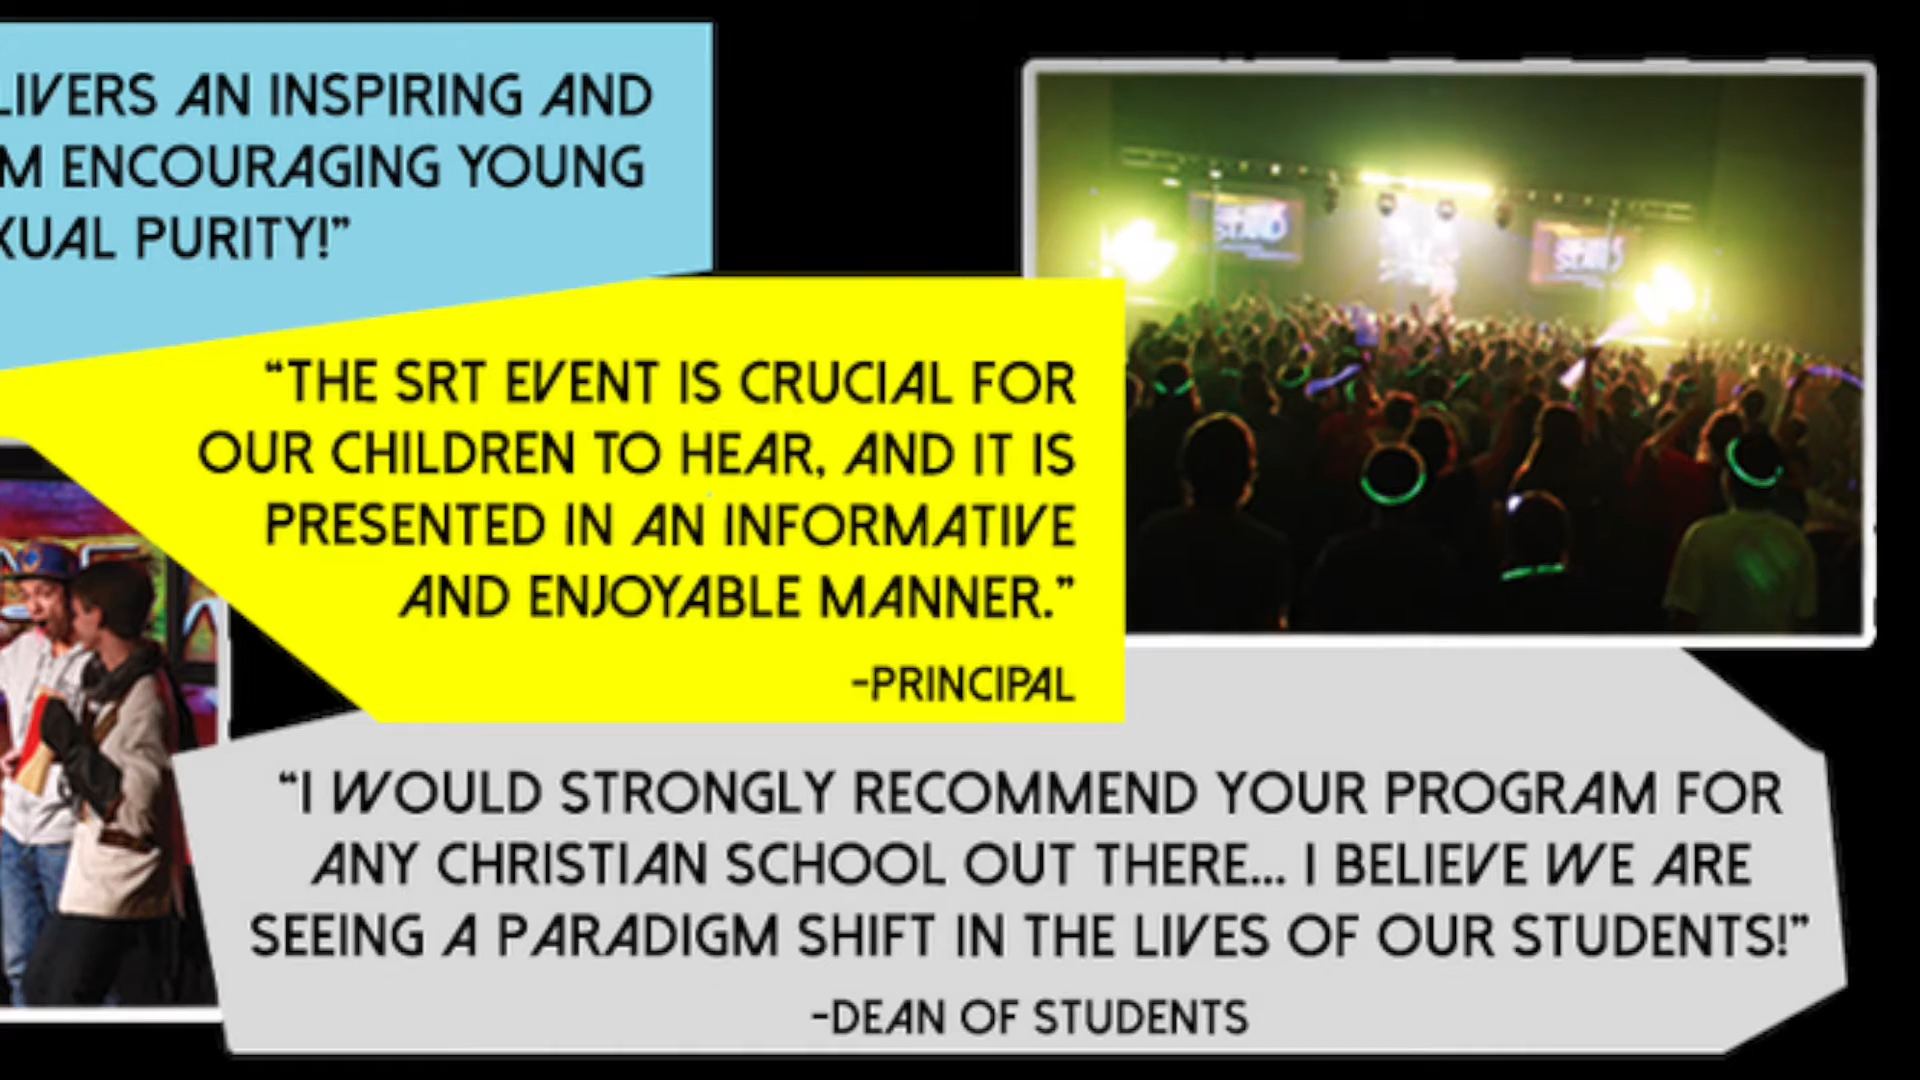 LIVERS AN INSPIRING AND
M ENCOURAGING YOUNG
XUAL PURITY!”
“THE SRT EVENT IS CRUCIAL FOR
OUR CHILDREN TO HEAR, AND IT IS
PRESENTED IN AN INFORMATIVE
AND ENJOYABLE MANNER.”
-PRINCIPAL
“I WOULD STRONGLY RECOMMEND YOUR PROGRAM FOR
ANY CHRISTIAN SCHOOL OUT THERE... I BELIEVE WE ARE
SEEING A PARADIGM SHIFT IN THE LIVES OF OUR STUDENTS!”
-DEAN OF STUDENTS